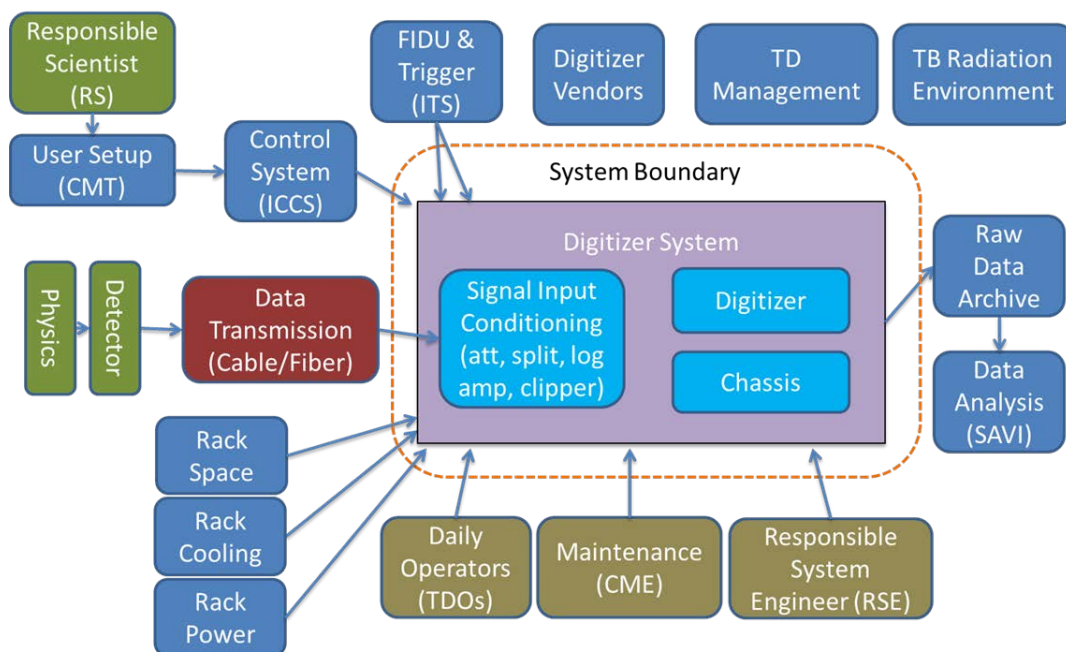 Responsible
Scientist
(RS)
FIDU &
Trigger
(ITS)
Digitizer
Vendors
TD
Management
TB Radiation
Environment
User Setup
(CMT)
Control
System
(ICCS)
System Boundary
Digitizer System
Physics
Detector
Data
Transmission
(Cable/Fiber)
Signal Input
Conditioning
(att, split, log
amp, clipper)
Digitizer
Chassis
Raw
Data
Archive
Data
Analysis
(SAVI)
Rack
Space
Rack
Cooling
Rack
Power
Daily
Operators
(TDOs)
Maintenance
(CME)
Responsible
System
Engineer (RSE)